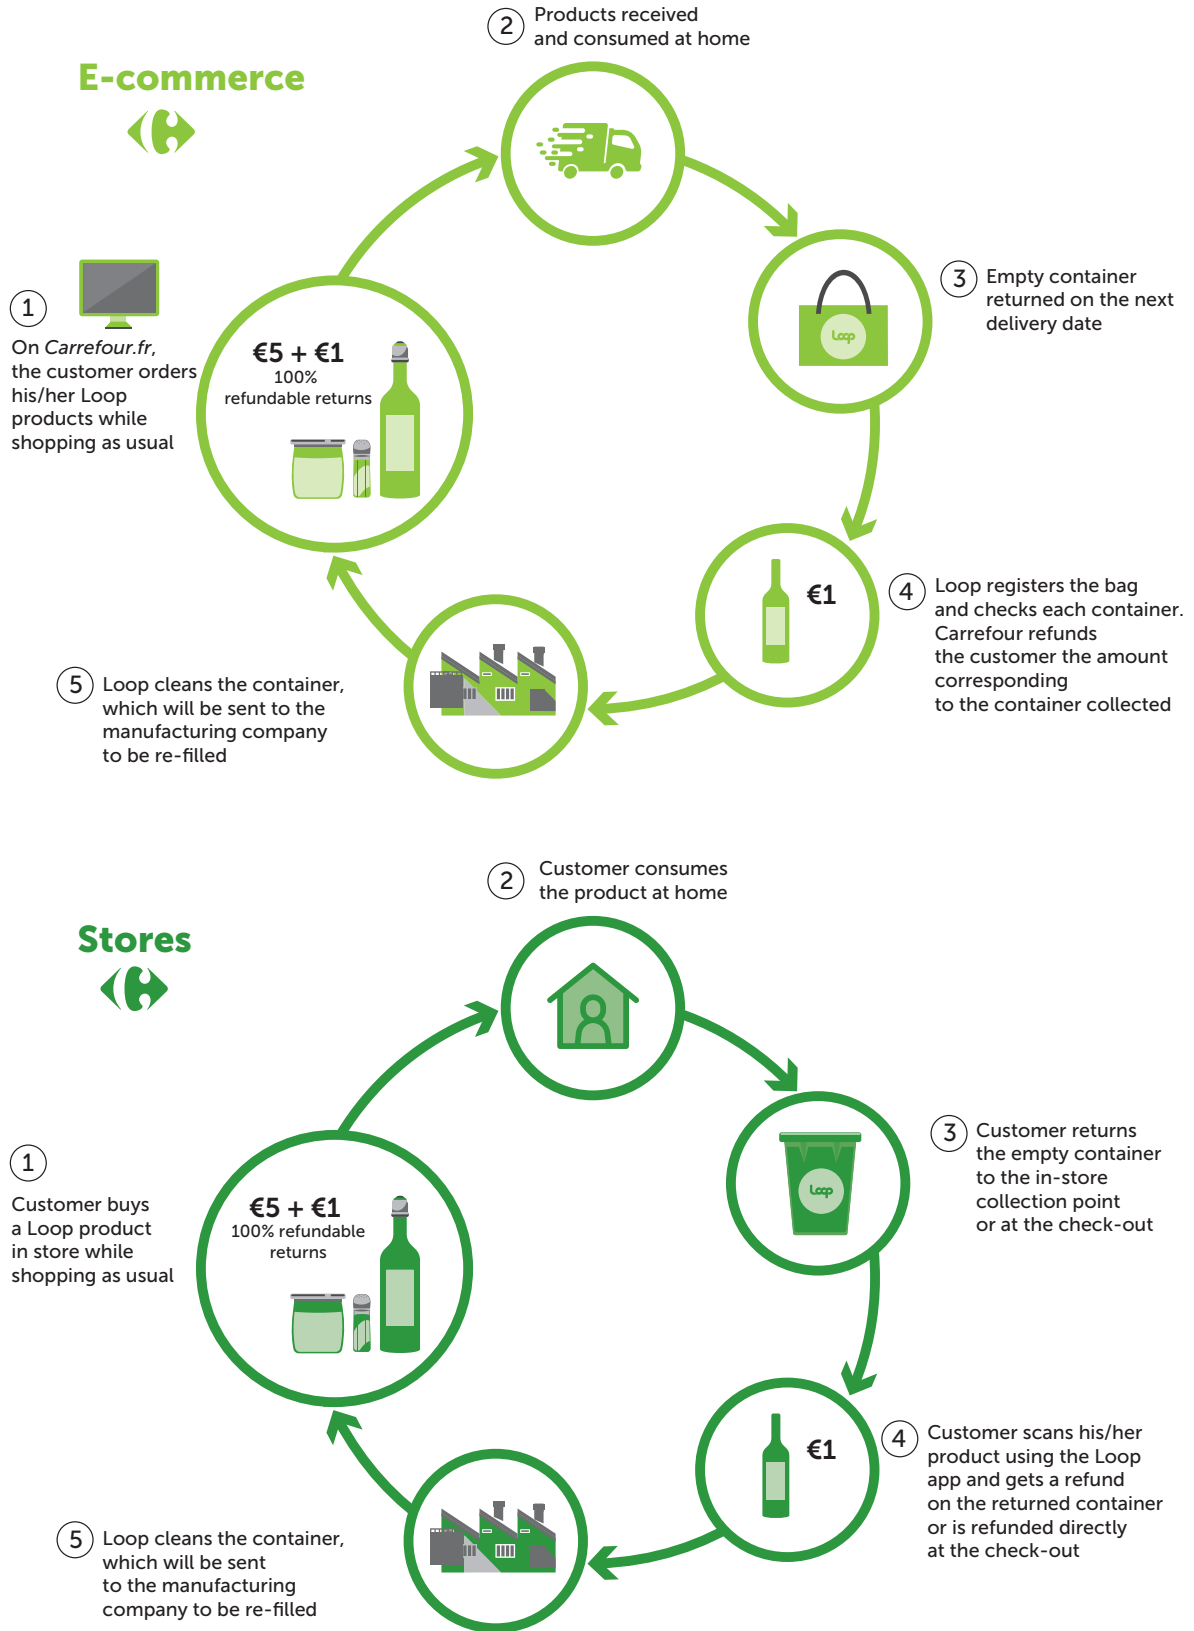 E-commerce
2
Products received
and consumed at home
1
On Carrefour.fr,
the customer orders
his/her Loop
products while
shopping as usual
€5 + €1
100%
refundable returns
3
Empty container
returned on the next
delivery date
Loop
€1
4
Loop registers the bag
and checks each container.
Carrefour refunds
the customer the amount
corresponding
to the container collected
5
Loop cleans the container,
which will be sent to the
manufacturing company
to be re-filled
Stores
2
Customer consumes
the product at home
1
Customer buys
a Loop product
in store while
shopping as usual
€5 + €1
100% refundable
returns
3
Customer returns
the empty container
to the in-store
collection point
or at the check-out
Loop
€1
4
Customer scans his/her
product using the Loop
app and gets a refund
on the returned container
or is refunded directly
at the check-out
5
Loop cleans the container,
which will be sent
to the manufacturing
company to be re-filled